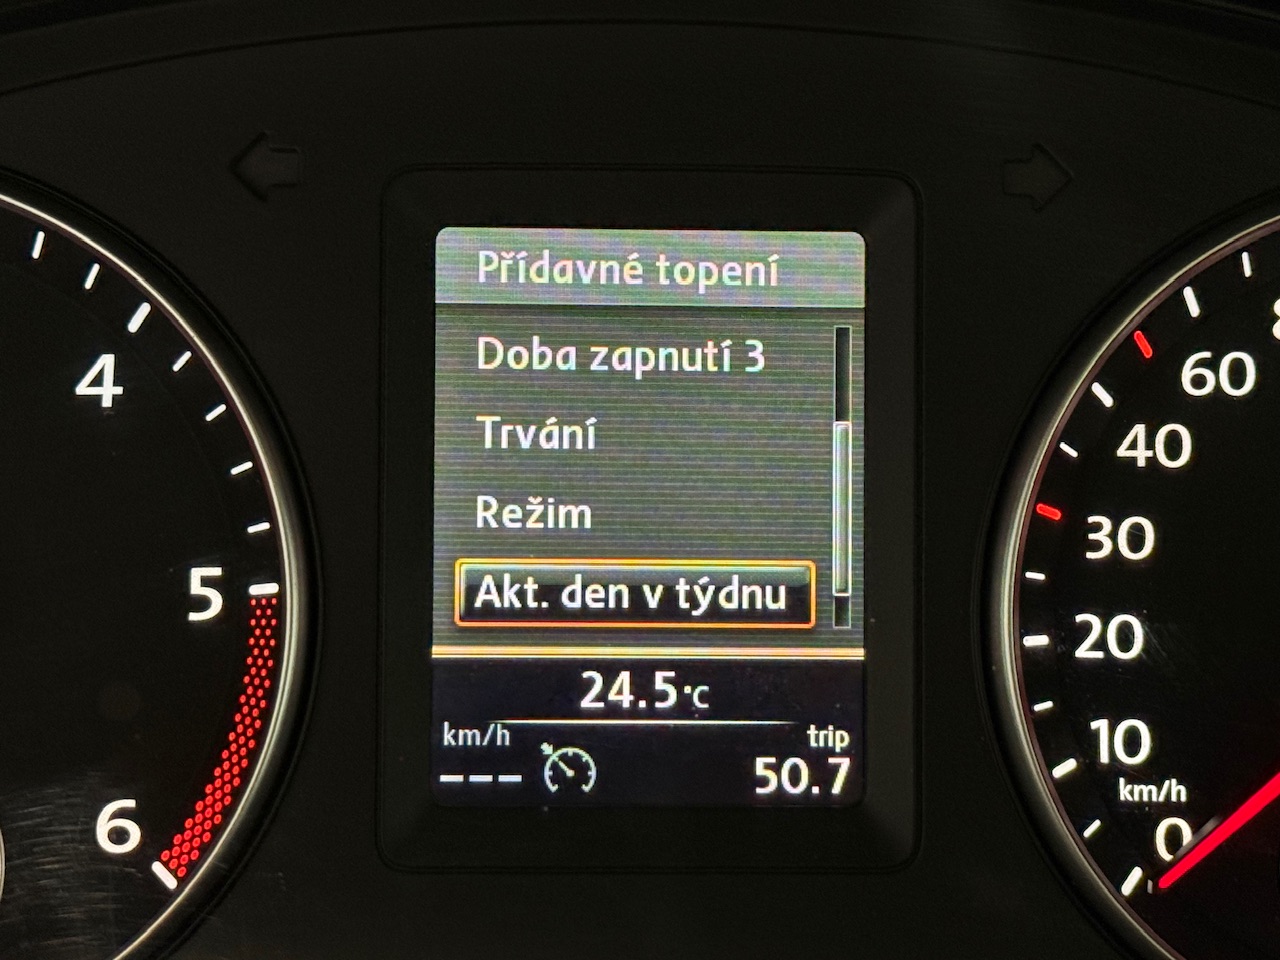 Přídavné topení
Doba zapnutí 3
Trvání
Režim
Akt. den v týdnu
24.5°C
km/h
trip
---
50.7
4
5
6
60
40
30
20
10
km/h
0